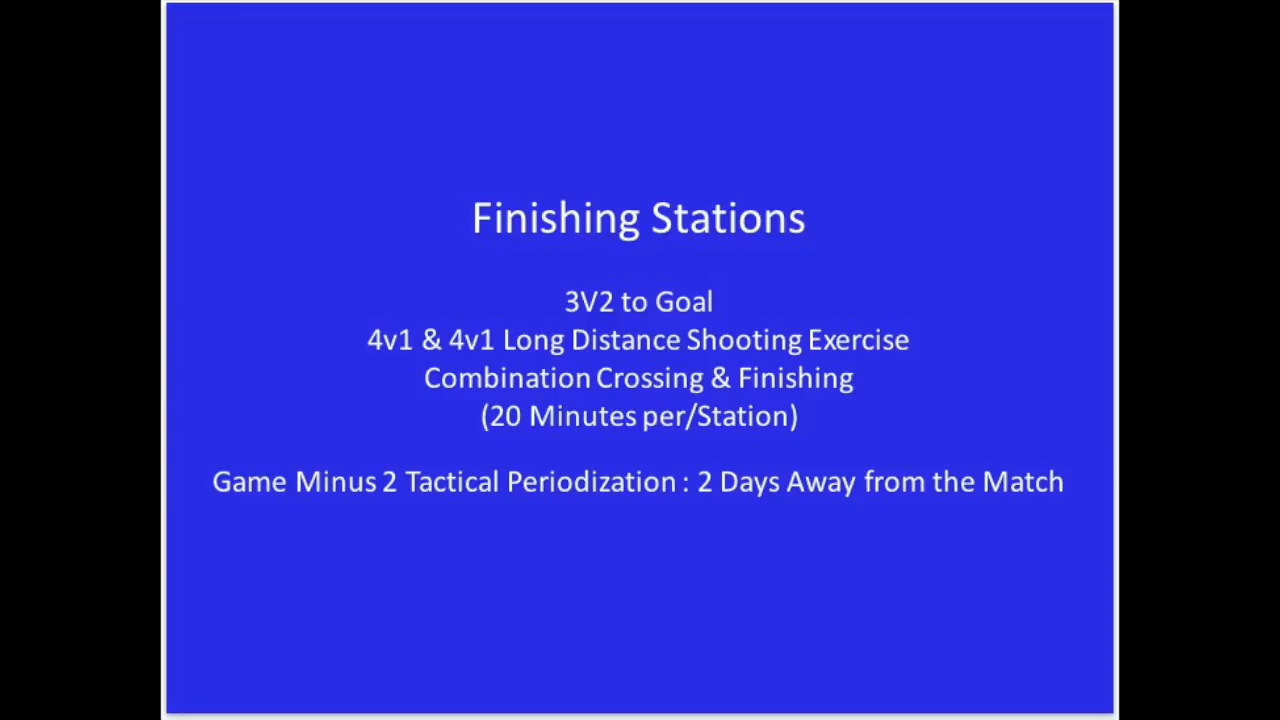 Finishing Stations
3V2 to Goal
4v1 & 4v1 Long Distance Shooting Exercise
Combination Crossing & Finishing
(20 Minutes per/Station)
Game Minus 2 Tactical Periodization : 2 Days Away from the Match